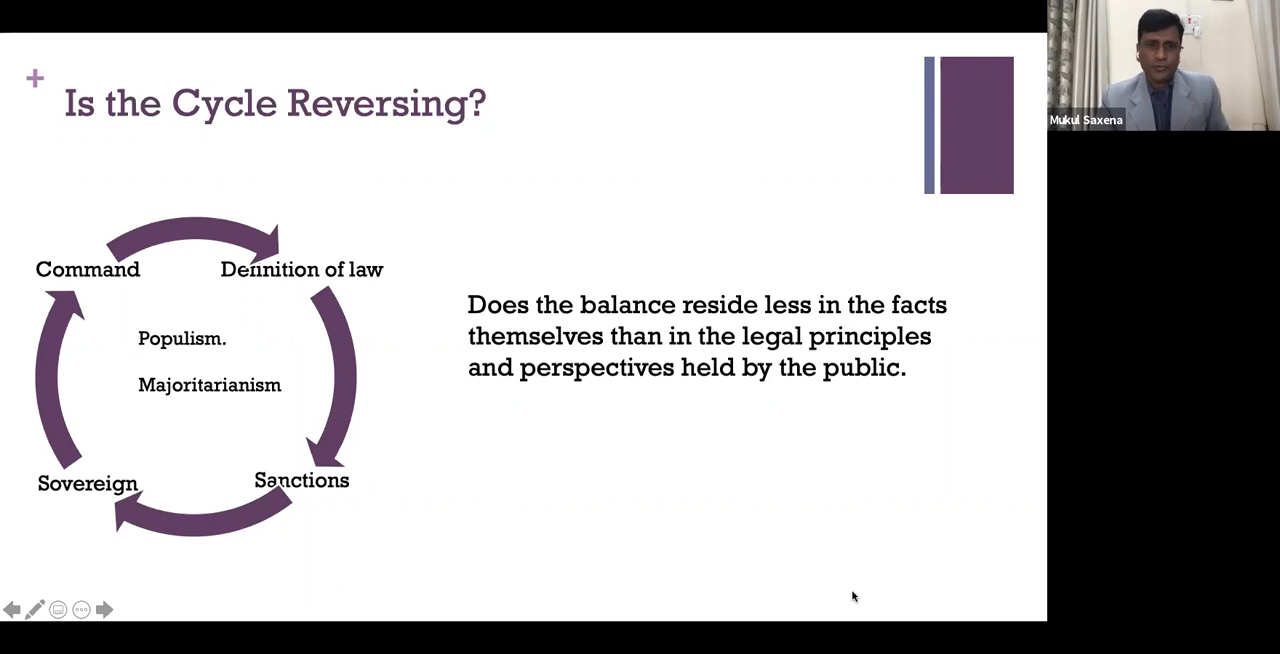 +
Is the Cycle Reversing?
Mukul Saxena
Command
Definition of law
Populism.
Majoritarianism
Sovereign
Sanctions
Does the balance reside less in the facts
themselves than in the legal principles
and perspectives held by the public.